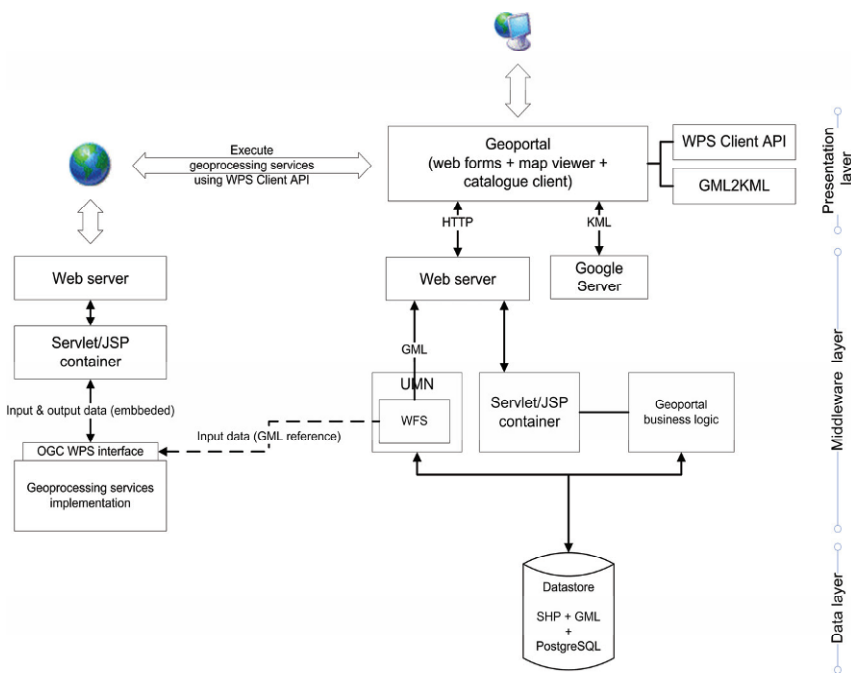 Execute
geoprocessing services
using WPS Client API
Geoportal
(web forms + map viewer +
catalogue client)
WPS Client API
GML2KML
Presentation
layer
HTTP
KML
Web server
Web server
Google
Server
Servlet/JSP
container
GML
UMN
WFS
Servlet/JSP
container
Geoportal
business logic
Middleware layer
Input & output data (embbeded)
Input data (GML reference)
OGC WPS interface
Geoprocessing services
implementation
Datastore
SHP + GML
+
PostgreSQL
Data layer